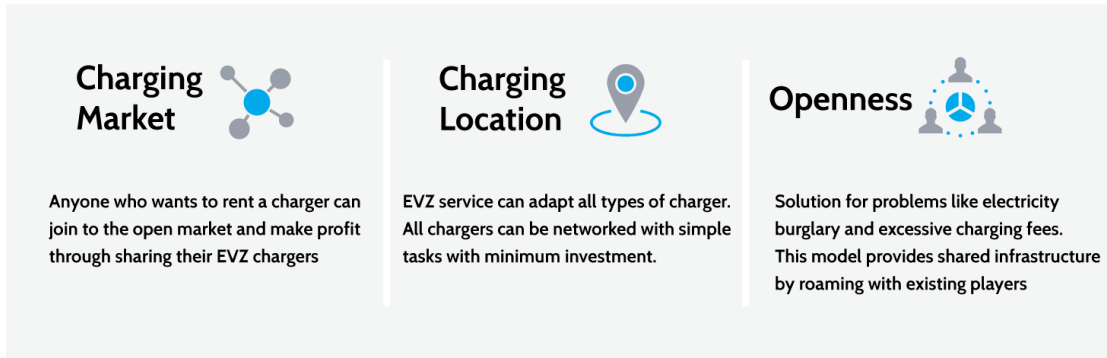 Charging
Market
Anyone who wants to rent a charger can
join to the open market and make profit
through sharing their EVZ chargers
Charging
Location
EVZ service can adapt all types of charger.
All chargers can be networked with simple
tasks with minimum investment.
Openness
Solution for problems like electricity
burglary and excessive charging fees.
This model provides shared infrastructure
by roaming with existing players